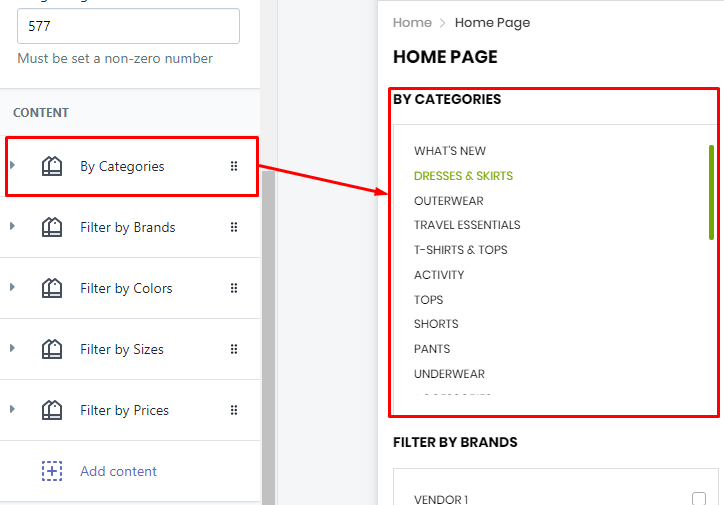 577
Must be set a non-zero number
CONTENT
By Categories
Filter by Brands
Filter by Colors
Filter by Sizes
Filter by Prices
Add content
Home > Home Page
HOME PAGE
BY CATEGORIES
WHAT'S NEW
DRESSES & SKIRTS
OUTERWEAR
TRAVEL ESSENTIALS
T-SHIRTS & TOPS
ACTIVITY
TOPS
SHORTS
PANTS
UNDERWEAR
FILTER BY BRANDS
VENDOR 1